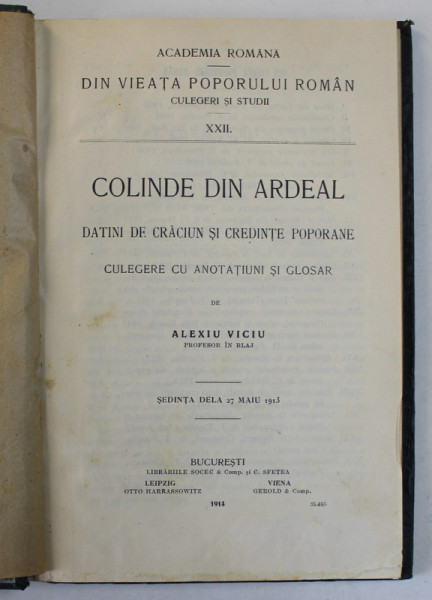 ACADEMIA ROMÂNĂ
DIN VIEAȚA POPORULUI ROMÂN
CULEGERI ȘI STUDII
XXII.
COLINDE DIN ARDEAL
DATINI DE CRĂCIUN ȘI CREDINȚE POPORANE
CULEGERE CU ANOTAȚIUNI ȘI GLOSAR
DE
ALEXIU VICIU
PROFESOR ÎN BLAJ
ȘEDINȚA DELA 27 MAIU 1913
BUCUREȘTI
LIBRĂRIILE SOCEC & Comp. și C. SFETEA
LEIPZIG VIENA
OTTO HARRASSOWITZ GEROLD & Comp.
1914